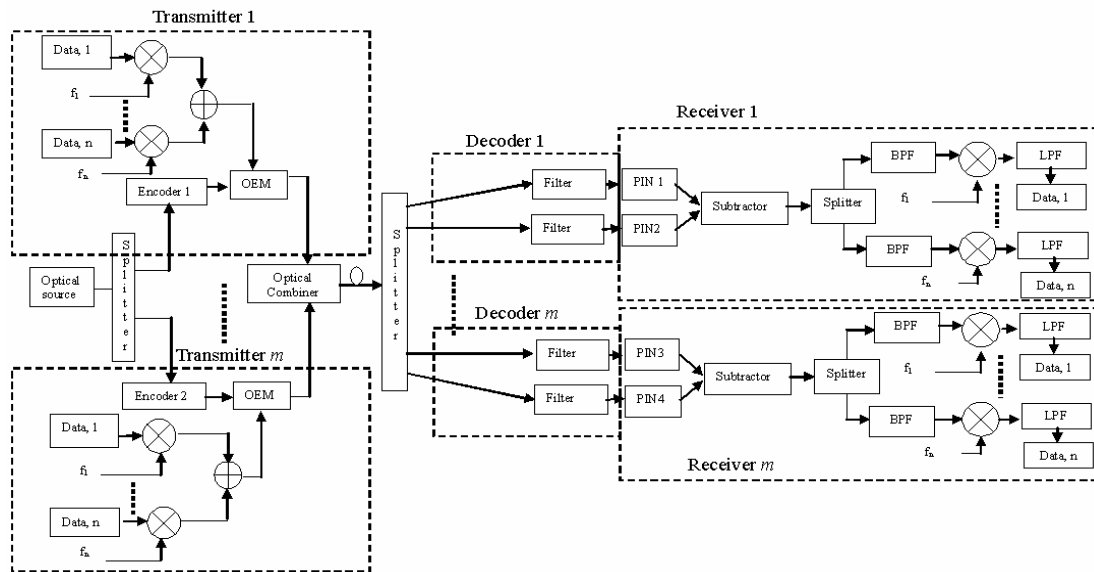 Transmitter 1
Data, 1
f1
Data, n
fn
Encoder 1
OEM
Optical source
Splitter
Optical Combiner
Transmitter m
Encoder 2
OEM
Data, 1
f1
Data, n
fn
Splitter
Decoder 1
Filter
Filter
Decoder m
Filter
Filter
Receiver 1
PIN 1
PIN2
Subtractor
Splitter
BPF
f1
LPF
Data, 1
BPF
fn
LPF
Data, n
PIN3
PIN4
Subtractor
Splitter
BPF
f1
LPF
Data, 1
BPF
fn
LPF
Data, n
Receiver m